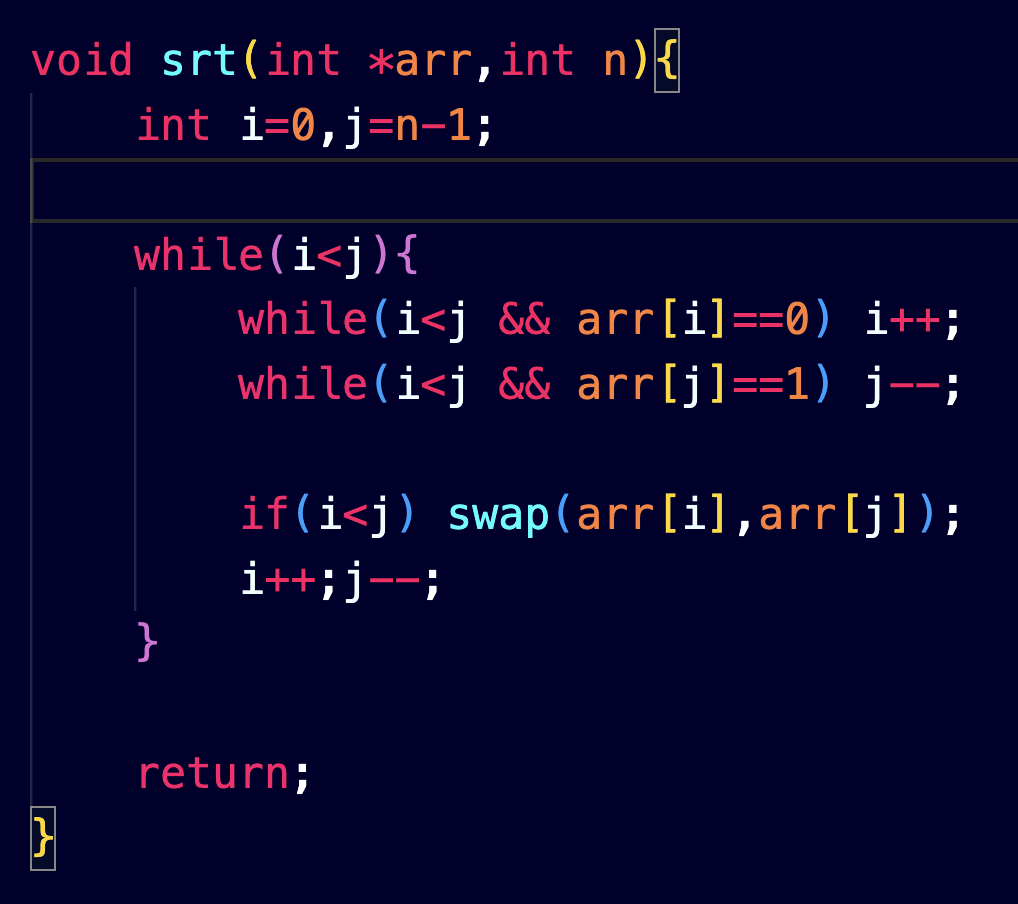 void srt(int *arr,int n){
int i=0,j=n-1;
while(i<j){
while(i<j && arr[i]==0) i++;
while(i<j && arr[j]==1) j--;
if(i<j) swap(arr[i],arr[j]);
i++;j--;
}
return;
}